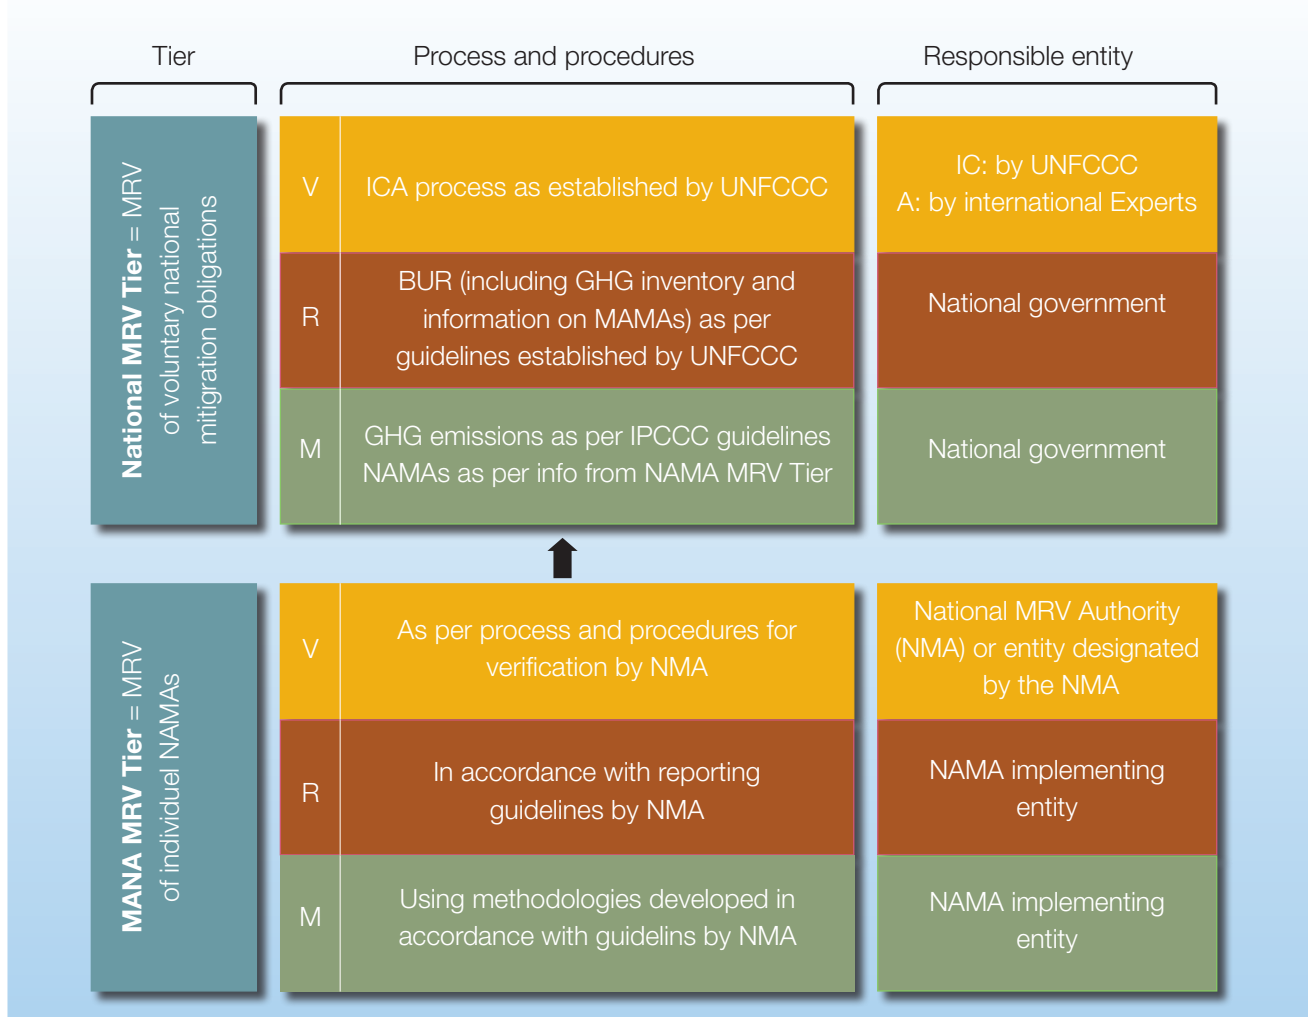 Tier
Process and procedures
Responsible entity
National MRV Tier = MRV
of voluntary national
mitigration obligations
V
ICA process as established by UNFCCC
IC: by UNFCCC
A: by international Experts
R
BUR (including GHG inventory and
information on MAMAs) as per
guidelines established by UNFCCC
National government
M
GHG emissions as per IPCCC guidelines
NAMAs as per info from NAMA MRV Tier
National government
MANA MRV Tier = MRV
of individuel NAMAs
V
As per process and procedures for
verification by NMA
National MRV Authority
(NMA) or entity designated
by the NMA
R
In accordance with reporting
guidelines by NMA
NAMA implementing
entity
M
Using methodologies developed in
accordance with guidelins by NMA
NAMA implementing
entity